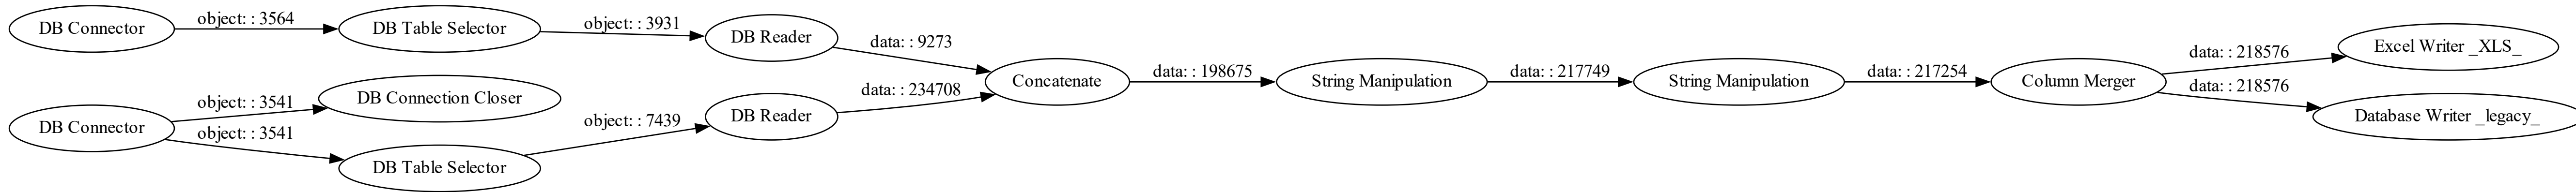 DB Connector
object: : 3564
DB Table Selector
object: : 3931
DB Reader
data: : 9273
DB Connector
object: : 3541
DB Connection Closer
object: : 3541
DB Table Selector
object: : 7439
DB Reader
data: : 234708
Concatenate
data: : 198675
String Manipulation
data: : 217749
String Manipulation
data: : 217254
Column Merger
data: : 218576
Excel Writer _XLS_
data: : 218576
Database Writer _legacy_